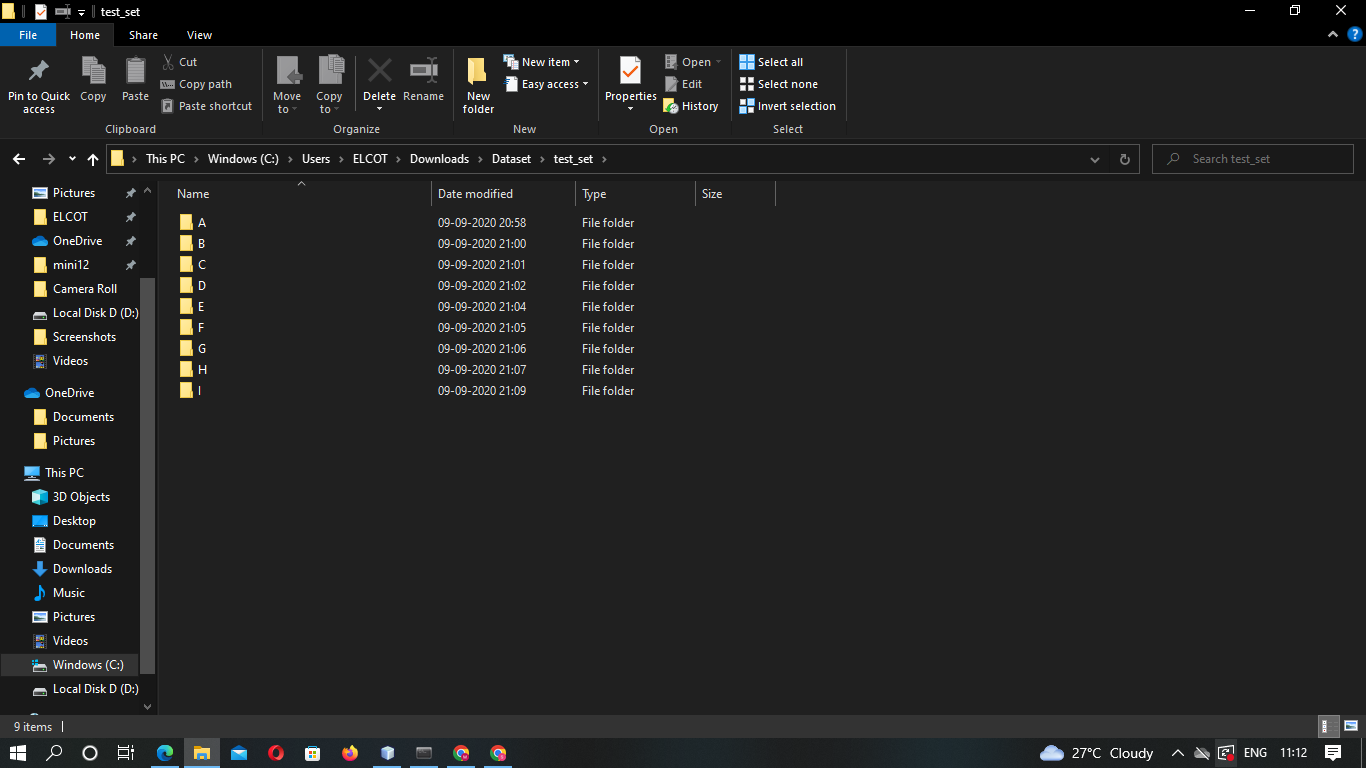 test_set
File Home Share View
Pin to Quick access
Copy
Paste
Cut
Copy path
Paste shortcut
Clipboard
Move to
Copy to
Delete
Rename
Organize
New folder
New item
Easy access
New
Properties
Open
Edit
History
Open
Select all
Select none
Invert selection
Select
This PC > Windows (C:) > Users > ELCOT > Downloads > Dataset > test_set >
Search test_set
Pictures
ELCOT
OneDrive
mini12
Camera Roll
Local Disk D (D:)
Screenshots
Videos
OneDrive
Documents
Pictures
This PC
3D Objects
Desktop
Documents
Downloads
Music
Pictures
Videos
Windows (C:)
Local Disk D (D:)
Name Date modified Type Size
A 09-09-2020 20:58 File folder
B 09-09-2020 21:00 File folder
C 09-09-2020 21:01 File folder
D 09-09-2020 21:02 File folder
E 09-09-2020 21:04 File folder
F 09-09-2020 21:05 File folder
G 09-09-2020 21:06 File folder
H 09-09-2020 21:07 File folder
I 09-09-2020 21:09 File folder
9 items
27°C Cloudy ENG 11:12